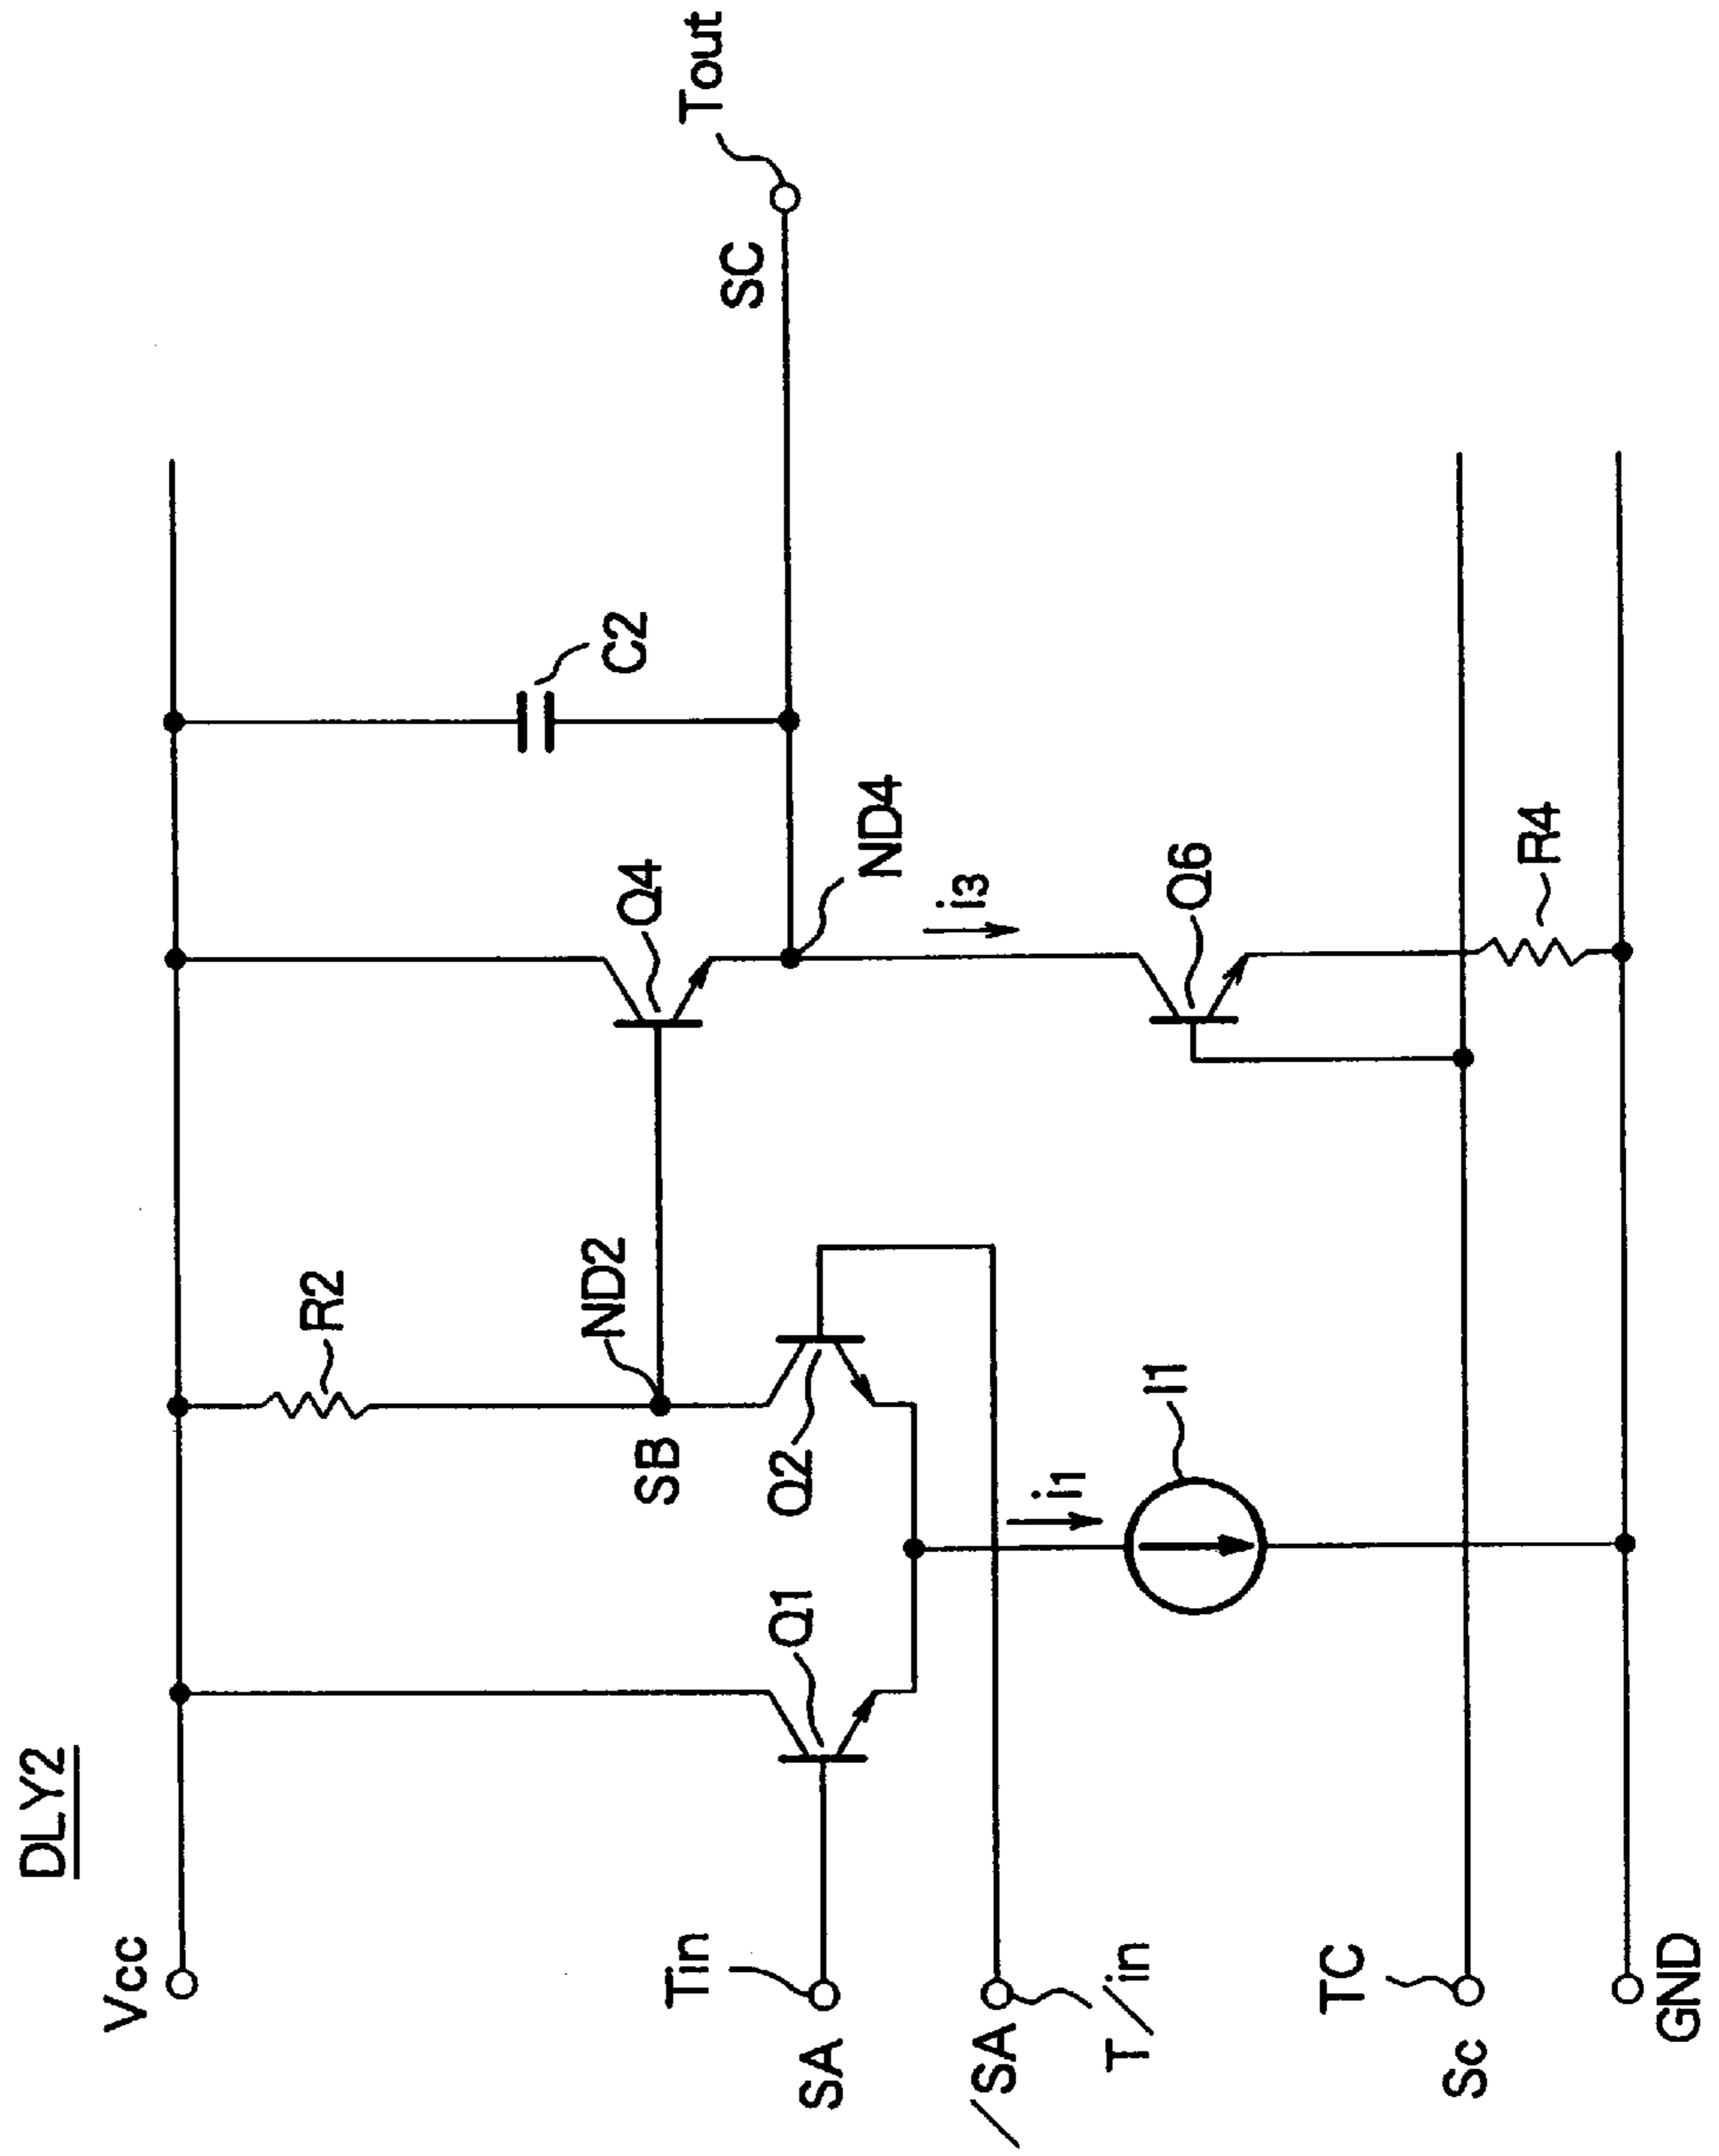 DLY2
Vcc
R2
C2
Tout
SC
Q4
ND2
SB
ND4
Tin
SA
Q1
Q2
i3
/SA
T/in
i1
I1
Q6
TC
Sc
R4
GND